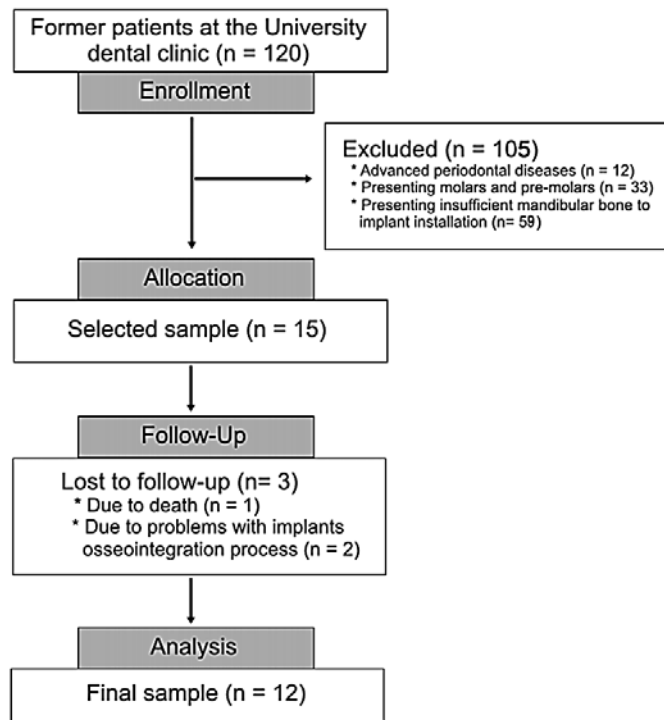 Former patients at the University
dental clinic (n = 120)
Enrollment
Excluded (n = 105)
* Advanced periodontal diseases (n = 12)
* Presenting molars and pre-molars (n = 33)
* Presenting insufficient mandibular bone to
implant installation (n= 59)
Allocation
Selected sample (n = 15)
Follow-Up
Lost to follow-up (n= 3)
* Due to death (n = 1)
* Due to problems with implants
osseointegration process (n = 2)
Analysis
Final sample (n = 12)